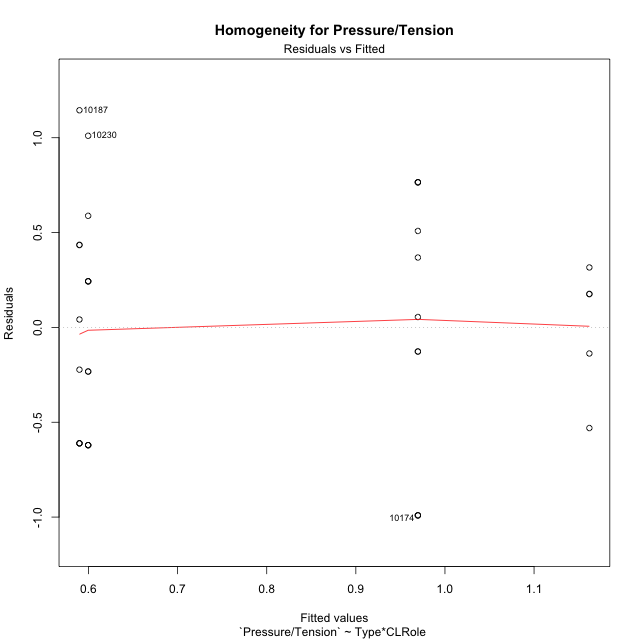 Homogeneity for Pressure/Tension
Residuals vs Fitted
10187
10230
10174
Residuals
1.0
0.5
0.0
-0.5
-1.0
0.6 0.7 0.8 0.9 1.0 1.1
Fitted values
`Pressure/Tension` ~ Type*CLRole